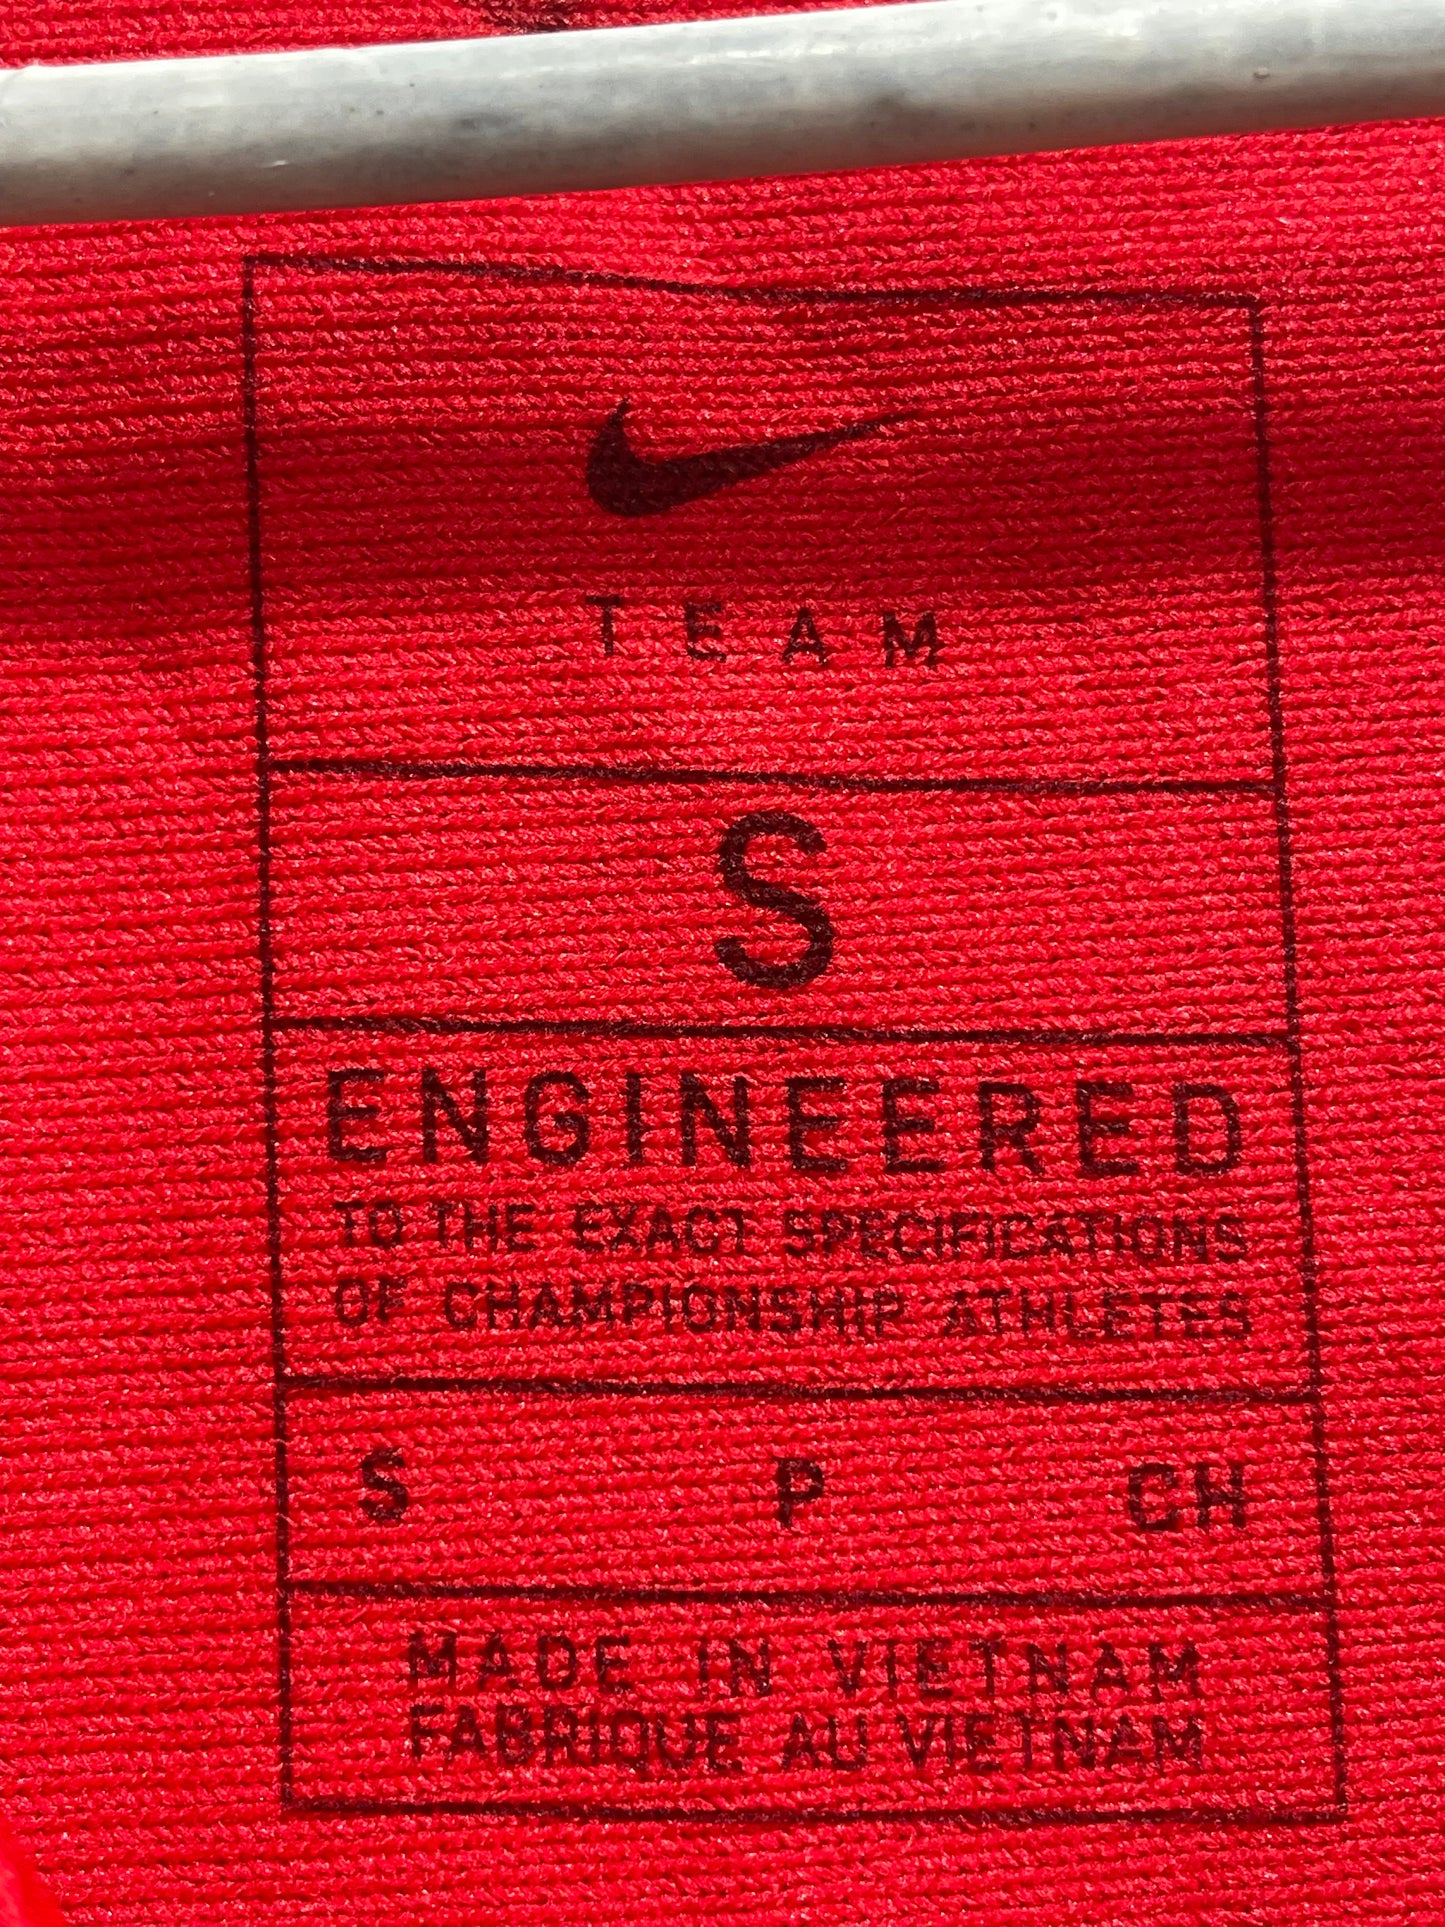 TEAM
S
ENGINEERED
TO THE EXACT SPECIFICATIONS
OF CHAMPIONSHIP ATHLETES
S P CH
MADE IN VIETNAM
FABRIQUE AU VIETNAM